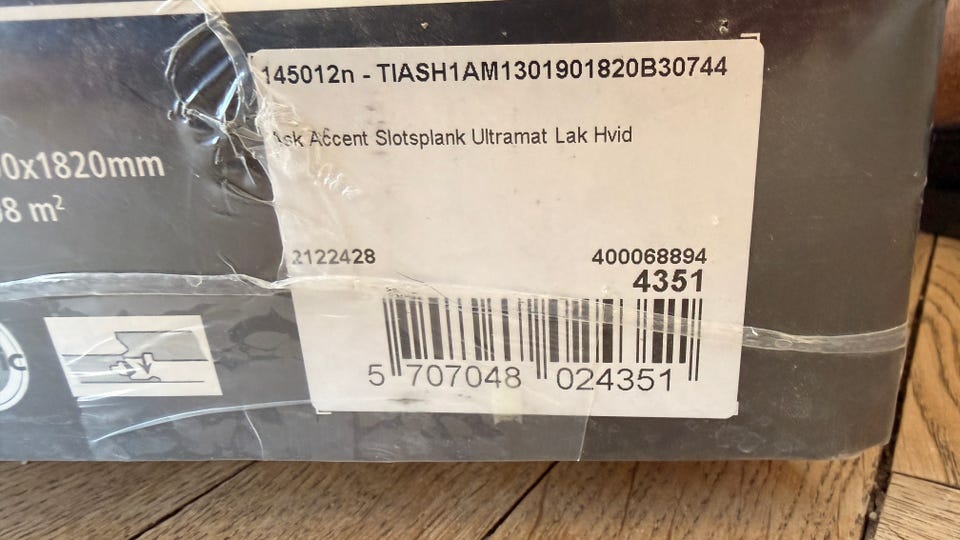 145012n - TIASH1AM1301901820B30744
Ask Accent Slotsplank Ultramat Lak Hvid
0x1820mm
8 m²
2122428
400068894
4351
5 707048 024351